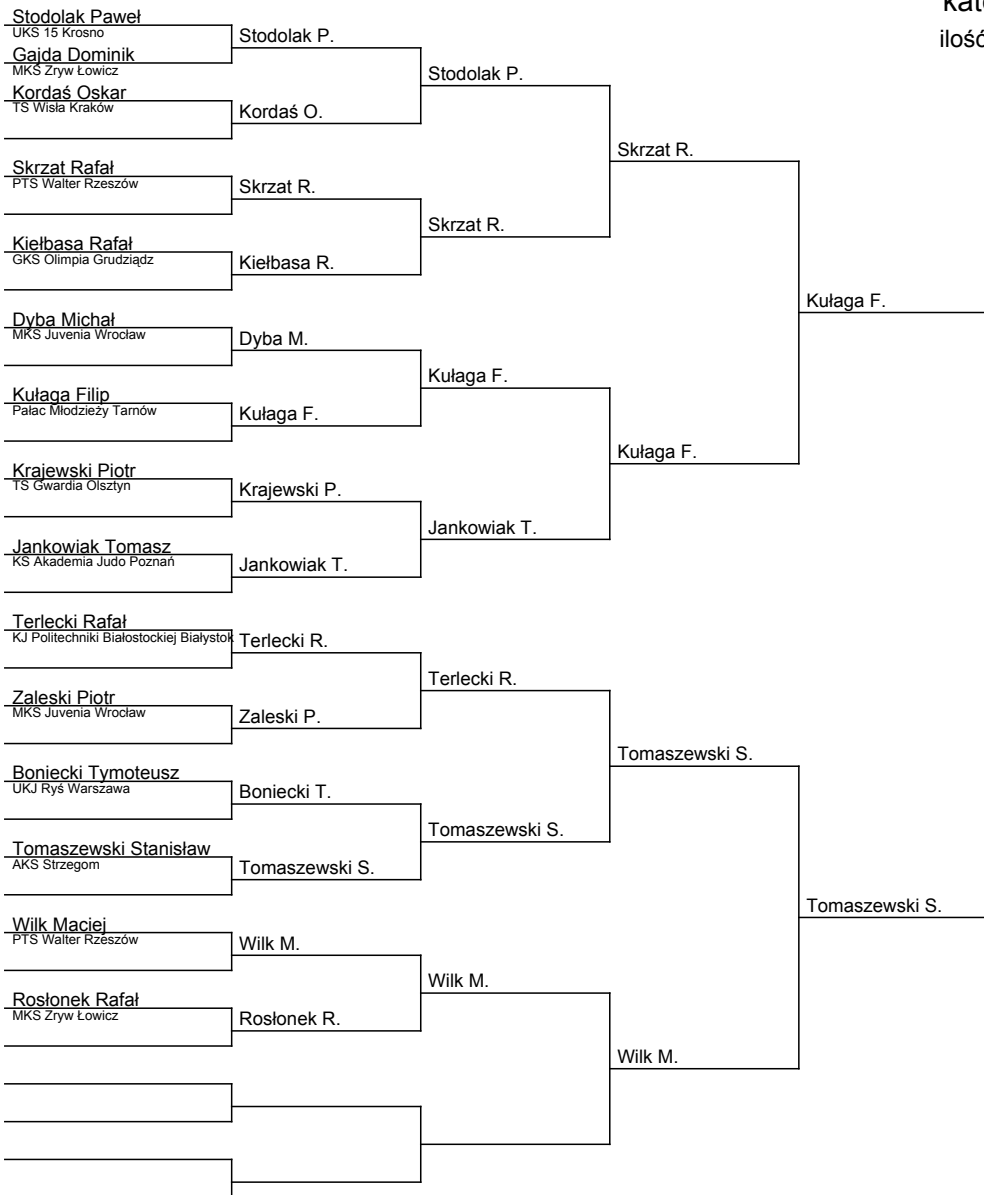 Stodolak Paweł
UKS 15 Krosno
Gajda Dominik
MKS Zryw Łowicz
Kordaś Oskar
TS Wisła Kraków
Skrzat Rafał
PTS Walter Rzeszów
Kiełbasa Rafał
GKS Olimpia Grudziądz
Dyba Michał
MKS Juvenia Wrocław
Kułaga Filip
Pałac Młodzieży Tarnów
Krajewski Piotr
TS Gwardia Olsztyn
Jankowiak Tomasz
KS Akademia Judo Poznań
Terlecki Rafał
KJ Politechniki Białostockiej Białystok
Zaleski Piotr
MKS Juvenia Wrocław
Boniecki Tymoteusz
UKJ Ryś Warszawa
Tomaszewski Stanisław
AKS Strzegom
Wilk Maciej
PTS Walter Rzeszów
Rosłonek Rafał
MKS Zryw Łowicz
Stodolak P.
Kordaś O.
Skrzat R.
Kiełbasa R.
Dyba M.
Kułaga F.
Krajewski P.
Jankowiak T.
Terlecki R.
Zaleski P.
Boniecki T.
Tomaszewski S.
Wilk M.
Rosłonek R.
Stodolak P.
Skrzat R.
Kułaga F.
Jankowiak T.
Terlecki R.
Tomaszewski S.
Wilk M.
Skrzat R.
Kułaga F.
Tomaszewski S.
Wilk M.
Kułaga F.
Tomaszewski S.
ilość